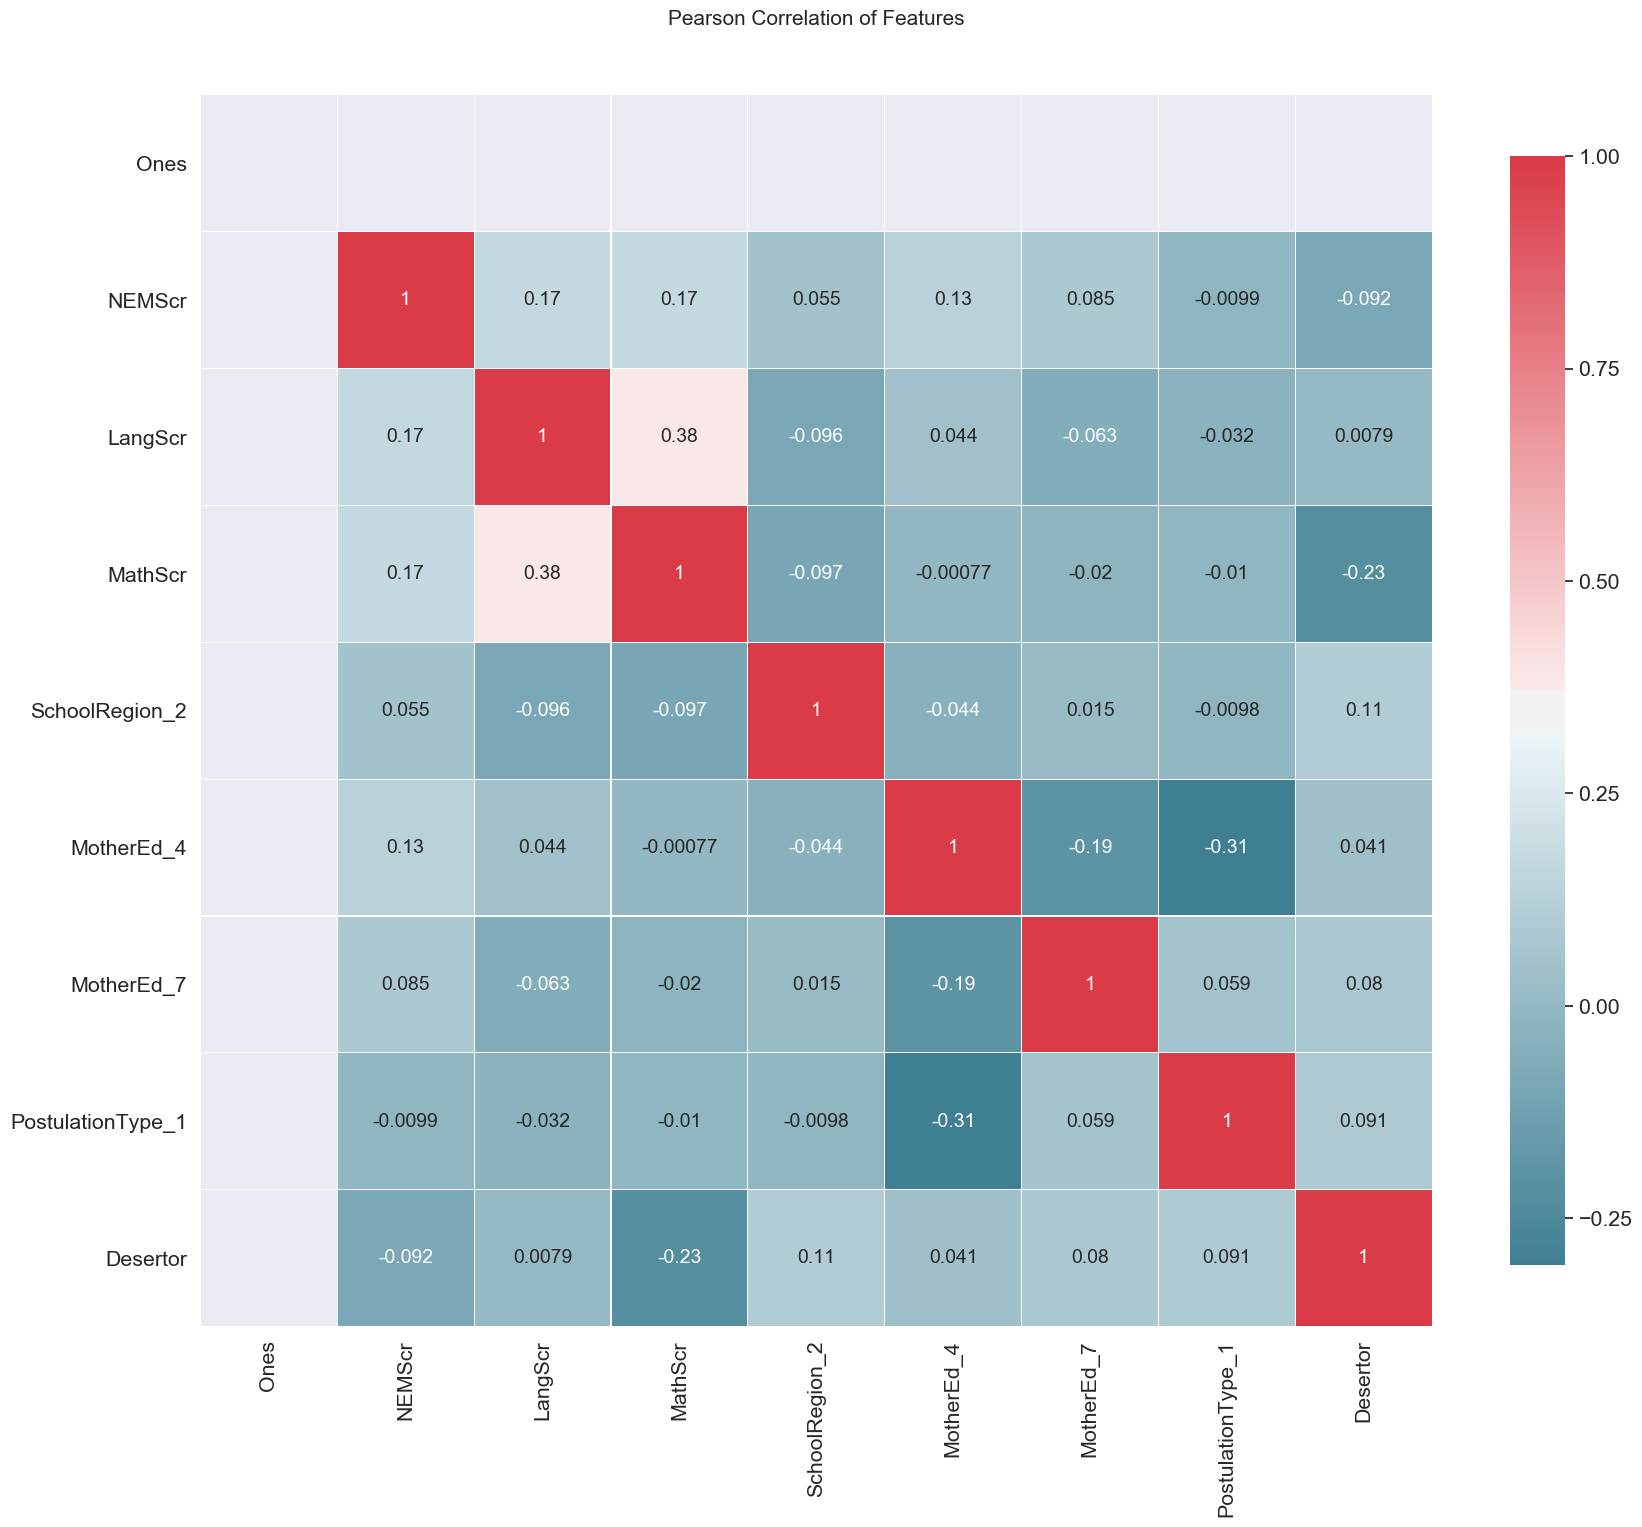 Pearson Correlation of Features
Ones
NEMScr 1 0.17 0.17 0.055 0.13 0.085 -0.0099 -0.092
LangScr 0.17 1 0.38 -0.096 0.044 -0.063 -0.032 0.0079
MathScr 0.17 0.38 1 -0.097 -0.00077 -0.02 -0.01 -0.23
SchoolRegion_2 0.055 -0.096 -0.097 1 -0.044 0.015 -0.0098 0.11
MotherEd_4 0.13 0.044 -0.00077 -0.044 1 -0.19 -0.31 0.041
MotherEd_7 0.085 -0.063 -0.02 0.015 -0.19 1 0.059 0.08
PostulationType_1 -0.0099 -0.032 -0.01 -0.0098 -0.31 0.059 1 0.091
Desertor -0.092 0.0079 -0.23 0.11 0.041 0.08 0.091 1
Ones NEMScr LangScr MathScr SchoolRegion_2 MotherEd_4 MotherEd_7 PostulationType_1 Desertor
1.00
0.75
0.50
0.25
0.00
−0.25